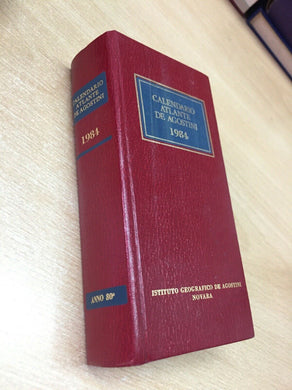 CALENDARIO
ATLANTE
DE AGOSTINI
1984
ANNO 80°
CALENDARIO
ATLANTE
DE AGOSTINI
1984
ISTITUTO GEOGRAFICO DE AGOSTINI
NOVARA